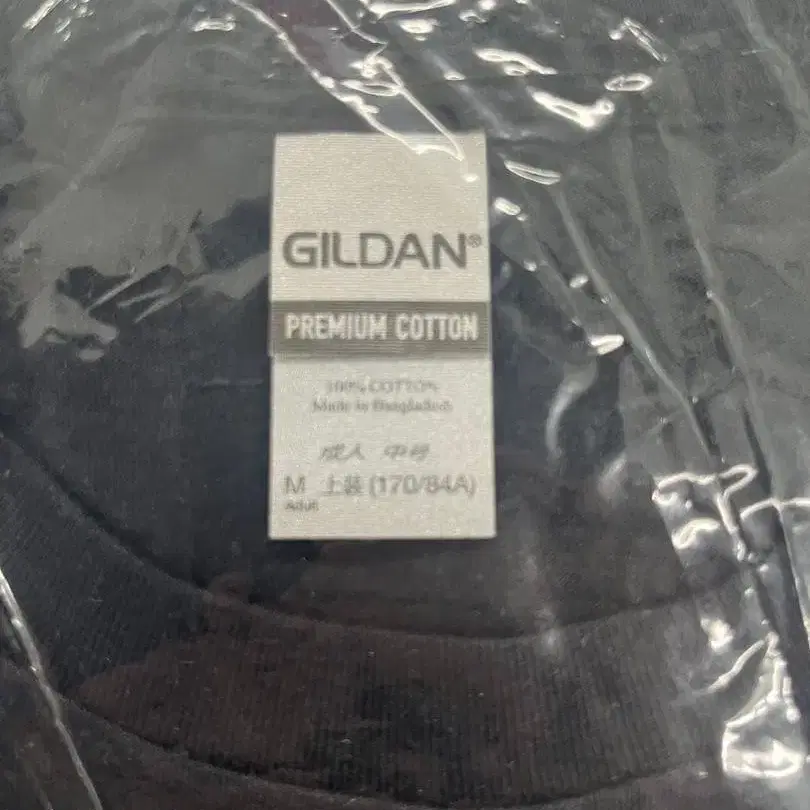 GILDAN®
PREMIUM COTTON
100% COTTON
Made in Bangladesh
成人 中号
M 上装 (170/84A)
Adult